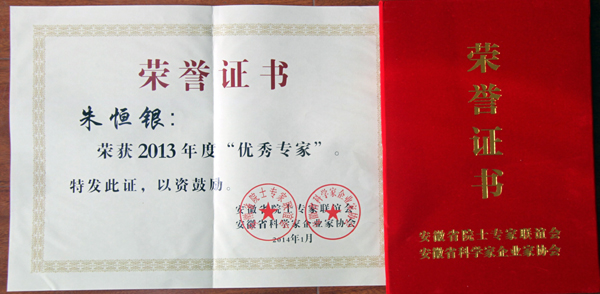 荣誉证书
朱恒银：
荣获2013年度“优秀专家”。
特发此证，以资鼓励。
安徽省院士专家联谊会
安徽省科学家企业家协会
2014年1月
荣誉证书
安徽省院士专家联谊会
安徽省科学家企业家协会